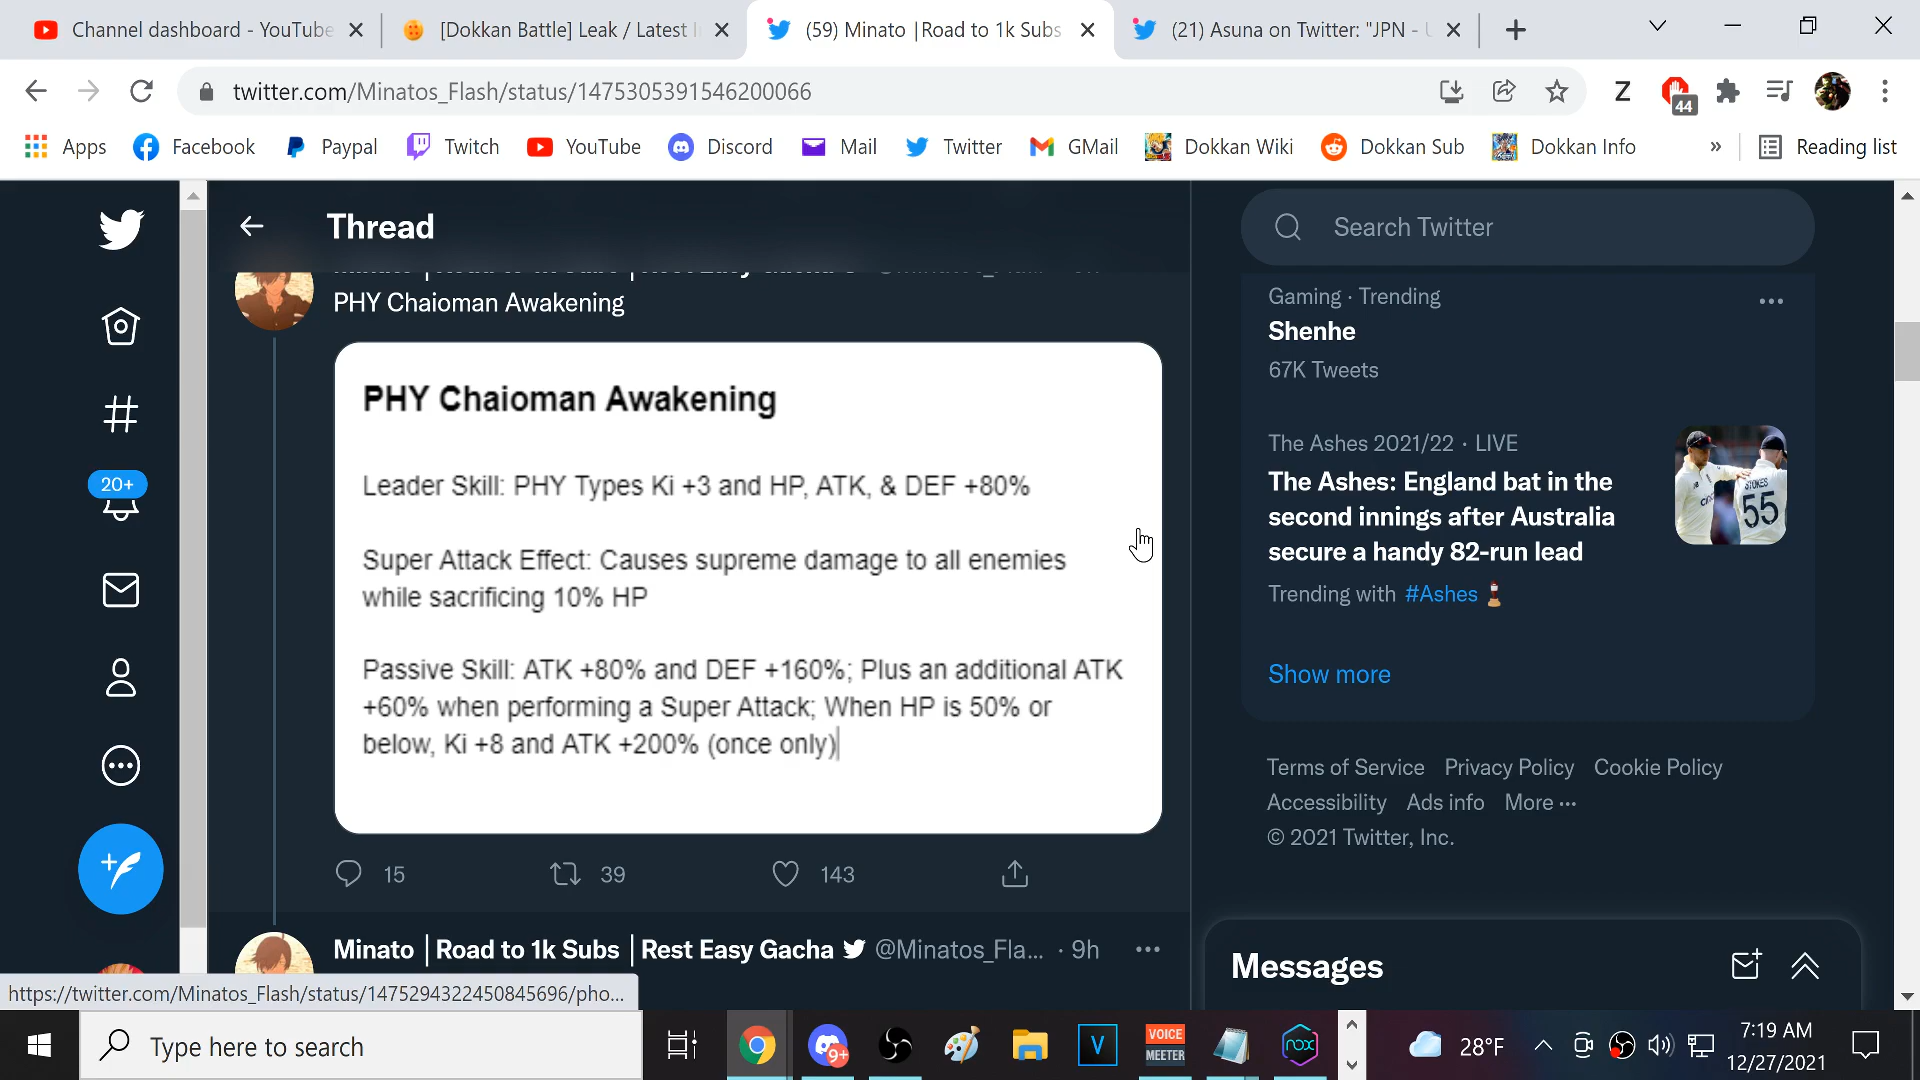 Channel dashboard - YouTube
[Dokkan Battle] Leak / Latest I
(59) Minato |Road to 1k Subs
(21) Asuna on Twitter: "JPN -
twitter.com/Minatos_Flash/status/1475305391546200066
Z
44
Apps
Facebook
Paypal
Twitch
YouTube
Discord
Mail
Twitter
GMail
Dokkan Wiki
Dokkan Sub
Dokkan Info
»
Reading list
Thread
Search Twitter
PHY Chaioman Awakening
PHY Chaioman Awakening
Leader Skill: PHY Types Ki +3 and HP, ATK, & DEF +80%
Super Attack Effect: Causes supreme damage to all enemies
while sacrificing 10% HP
Passive Skill: ATK +80% and DEF +160%; Plus an additional ATK
+60% when performing a Super Attack; When HP is 50% or
below, Ki +8 and ATK +200% (once only)
15
39
143
Minato |Road to 1k Subs |Rest Easy Gacha @Minatos_Fla... · 9h
20+
Gaming · Trending
Shenhe
67K Tweets
The Ashes 2021/22 · LIVE
The Ashes: England bat in the
second innings after Australia
secure a handy 82-run lead
STOKES
55
Trending with #Ashes
Show more
Terms of Service Privacy Policy Cookie Policy
Accessibility Ads info More ···
© 2021 Twitter, Inc.
Messages
https://twitter.com/Minatos_Flash/status/1475294322450845696/pho...
Type here to search
9+
V
VOICE
MEETER
nox
28°F
7:19 AM
12/27/2021